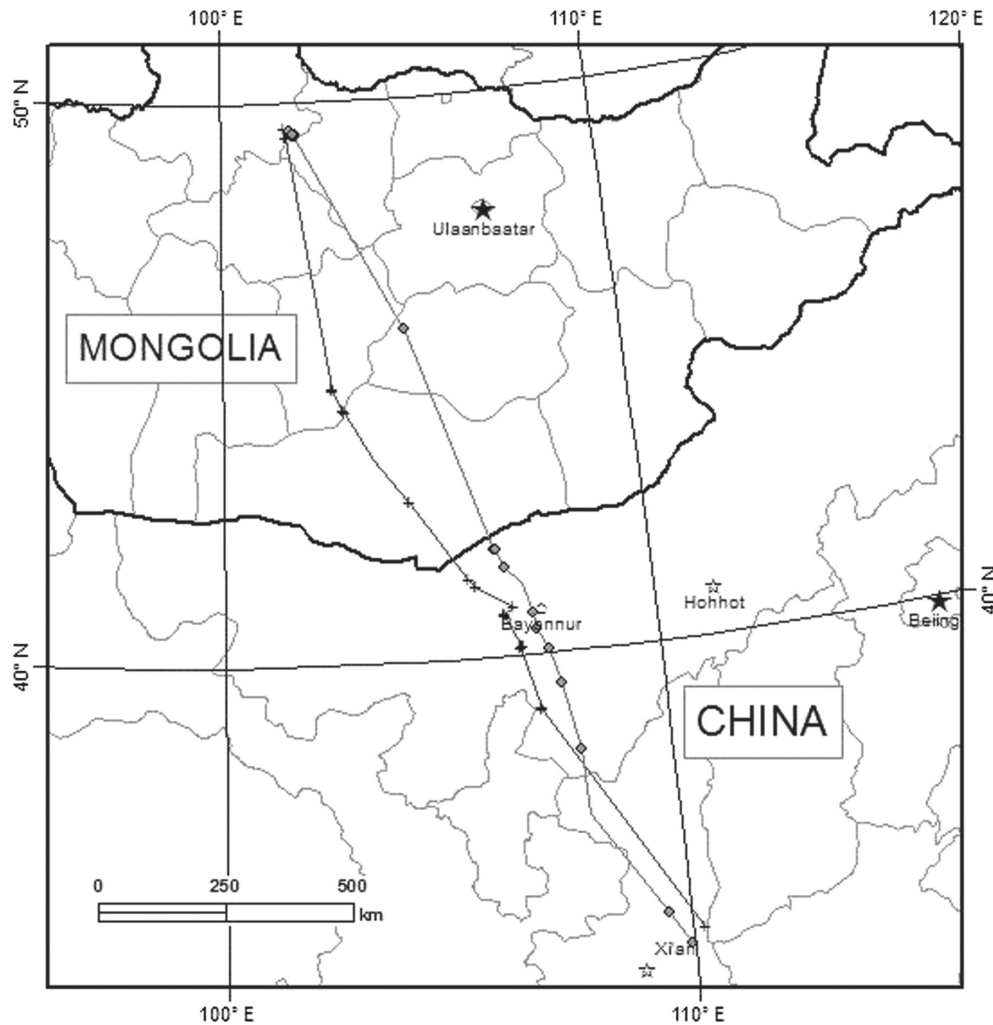 100° E 110° E 120° E
50° N
Ulaanbaatar
MONGOLIA
40° N
Hohhot
Beijing
Bayannur
40° N
CHINA
0 250 500
km
Xi'an
100° E 110° E